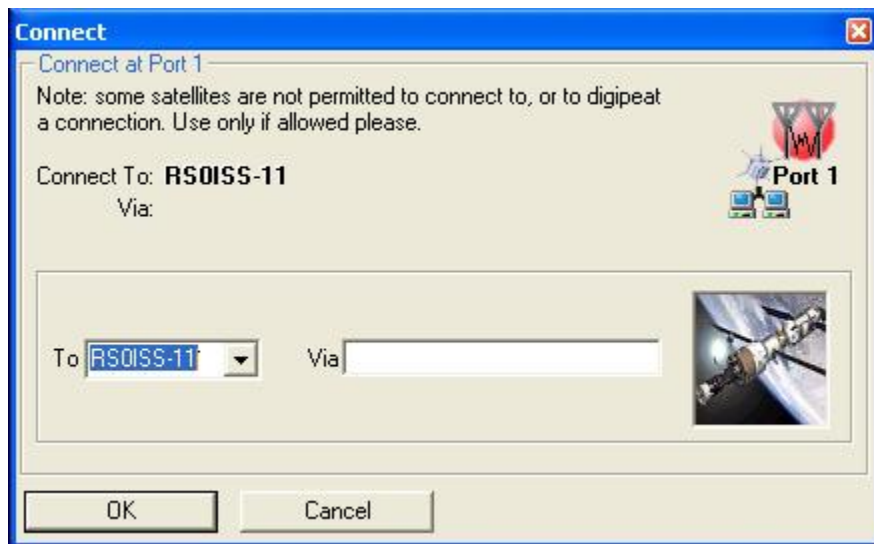 Connect
Connect at Port 1
Note: some satellites are not permitted to connect to, or to digipeat
a connection. Use only if allowed please.
Connect To: RS0ISS-11
Via:
Port 1
To RS0ISS-11
Via
OK
Cancel